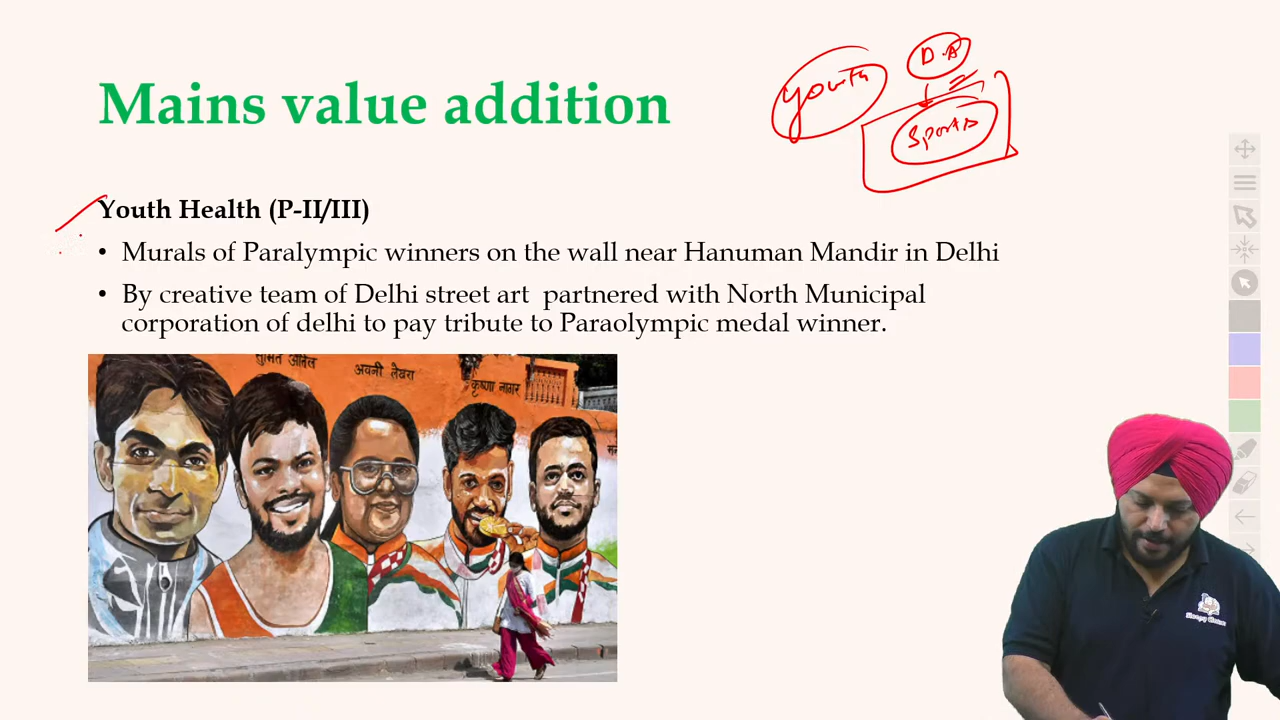 Mains value addition
Youth
D.A
Sports
Youth Health (P-II/III)
• Murals of Paralympic winners on the wall near Hanuman Mandir in Delhi
• By creative team of Delhi street art partnered with North Municipal
corporation of delhi to pay tribute to Paraolympic medal winner.
सुमित अंतिल
अवनी लेखरा
कृष्णा नागर